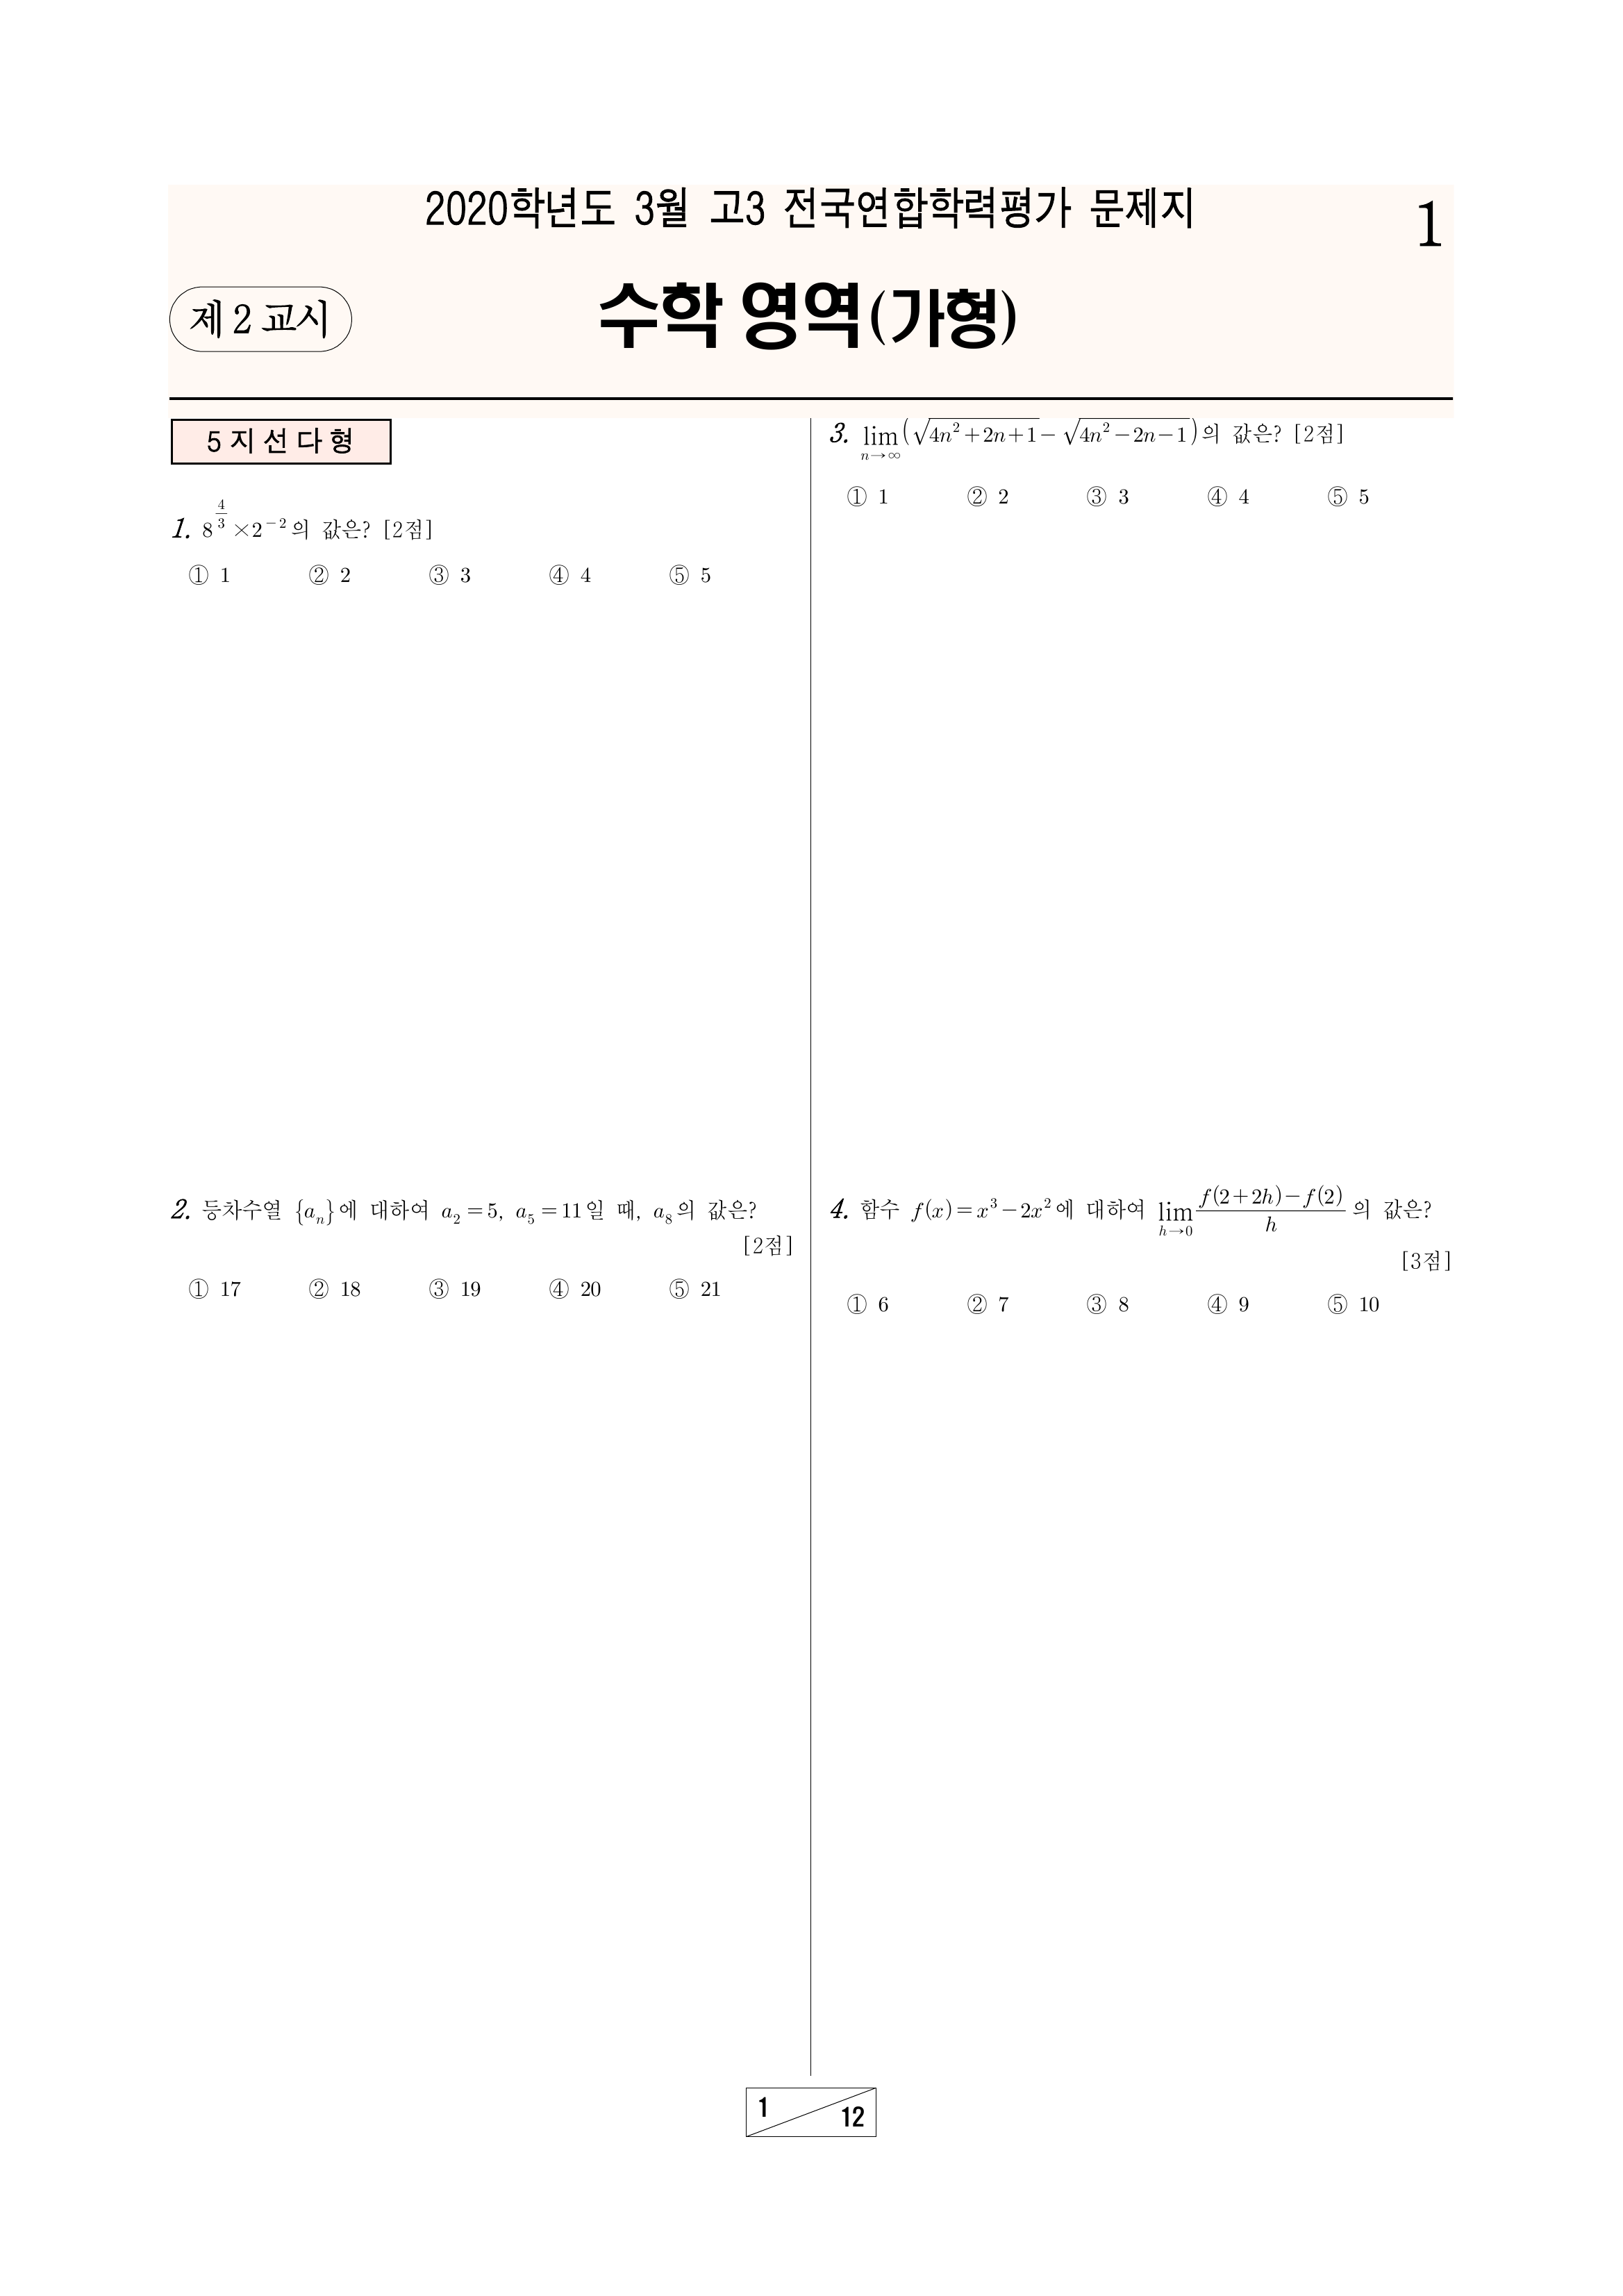 2020학년도 3월 고3 전국연합학력평가 문제지
1
제 2 교시
수학 영역(가형)
5 지 선 다 형
1. 8^{\frac{4}{3}}×2^{-2}의 값은? [2점]
① 1 ② 2 ③ 3 ④ 4 ⑤ 5
2. 등차수열 {a_n}에 대하여 a_2=5, a_5=11일 때, a_8의 값은?
[2점]
① 17 ② 18 ③ 19 ④ 20 ⑤ 21
3. \lim_{n→∞}(\sqrt{4n^2+2n+1}-\sqrt{4n^2-2n-1})의 값은? [2점]
① 1 ② 2 ③ 3 ④ 4 ⑤ 5
4. 함수 f(x)=x^3-2x^2에 대하여 \lim_{h→0}\frac{f(2+2h)-f(2)}{h}의 값은?
[3점]
① 6 ② 7 ③ 8 ④ 9 ⑤ 10
1
12